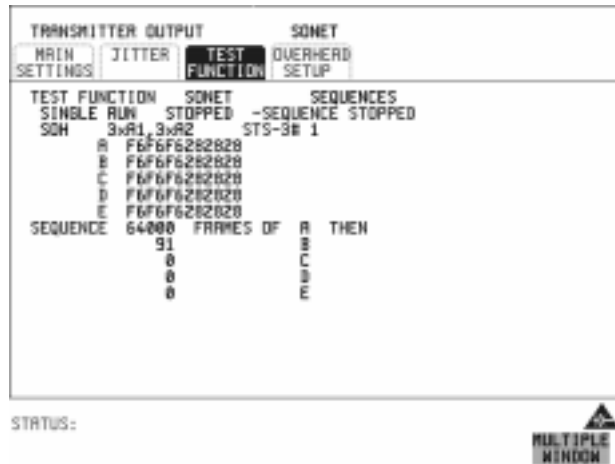 TRANSMITTER OUTPUT SONET
MAIN SETTINGS JITTER TEST FUNCTION OVERHEAD SETUP
TEST FUNCTION SONET SEQUENCES
SINGLE RUN STOPPED -SEQUENCE STOPPED
SOH 3xA1,3xA2 STS-3# 1
A F6F6F6282828
B F6F6F6282828
C F6F6F6282828
D F6F6F6282828
E F6F6F6282828
SEQUENCE 64000 FRAMES OF A THEN
91 B
0 C
0 D
0 E
STATUS:
MULTIPLE
WINDOW